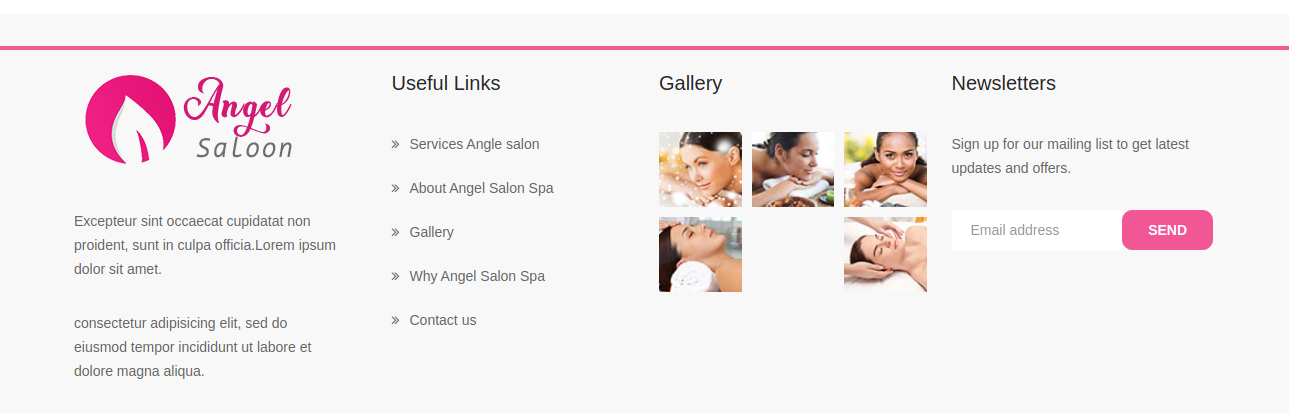 Angel
Saloon
Excepteur sint occaecat cupidatat non
proident, sunt in culpa officia.Lorem ipsum
dolor sit amet.
consectetur adipisicing elit, sed do
eiusmod tempor incididunt ut labore et
dolore magna aliqua.
Useful Links
Services Angle salon
About Angel Salon Spa
Gallery
Why Angel Salon Spa
Contact us
Gallery
Newsletters
Sign up for our mailing list to get latest
updates and offers.
Email address
SEND